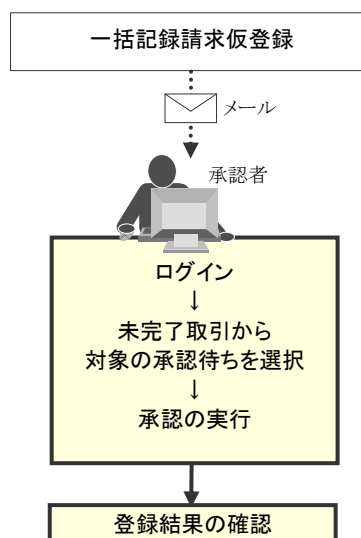 一括記録請求仮登録
メール
承認者
ログイン
↓
未完了取引から
対象の承認待ちを選択
↓
承認の実行
登録結果の確認